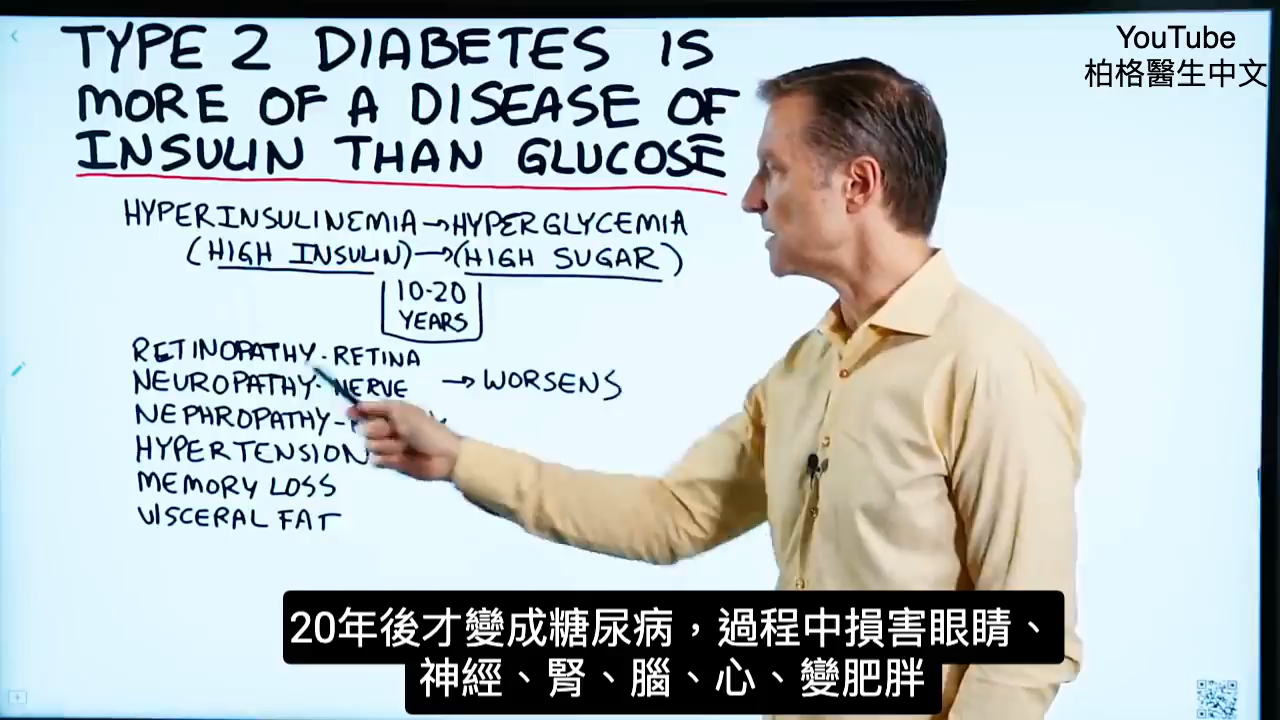 YouTube
柏格醫生中文
TYPE 2 DIABETES IS
MORE OF A DISEASE OF
INSULIN THAN GLUCOSE
HYPERINSULINEMIA→HYPERGLYCEMIA
(HIGH INSULIN)→(HIGH SUGAR)
10-20
YEARS
RETINOPATHY-RETINA
NEUROPATHY-NERVE →WORSENS
NEPHROPATHY-
HYPERTENSION
MEMORY LOSS
VISCERAL FAT
20年後才變成糖尿病，過程中損害眼睛、
神經、腎、腦、心、變肥胖